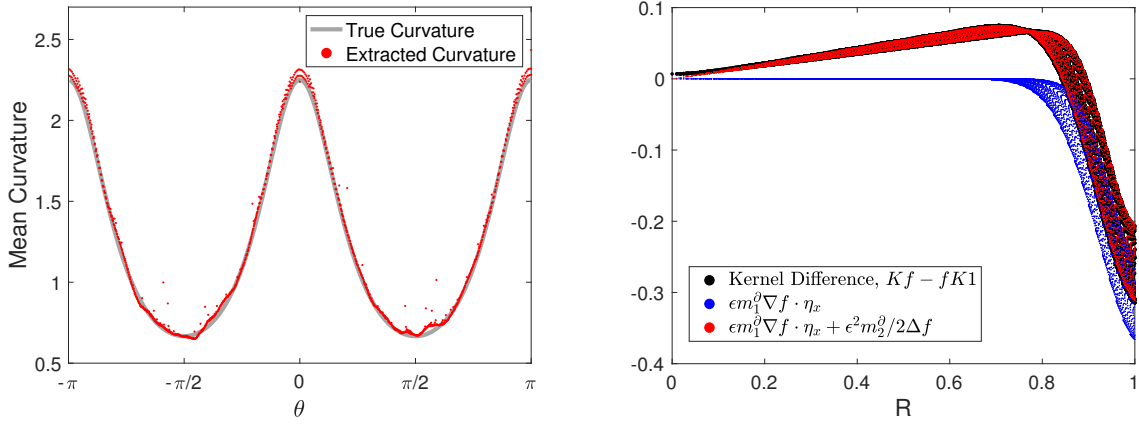 True Curvature
Extracted Curvature
Mean Curvature
2.5
2
1.5
1
0.5
-π
-π/2
0
π/2
π
θ
0.1
0
-0.1
-0.2
-0.3
-0.4
Kernel Difference, Kf − fK1
ϵm₁^∂∇f · η_x
ϵm₁^∂∇f · η_x + ϵ²m₂^∂/2Δf
0
0.2
0.4
0.6
0.8
1
R